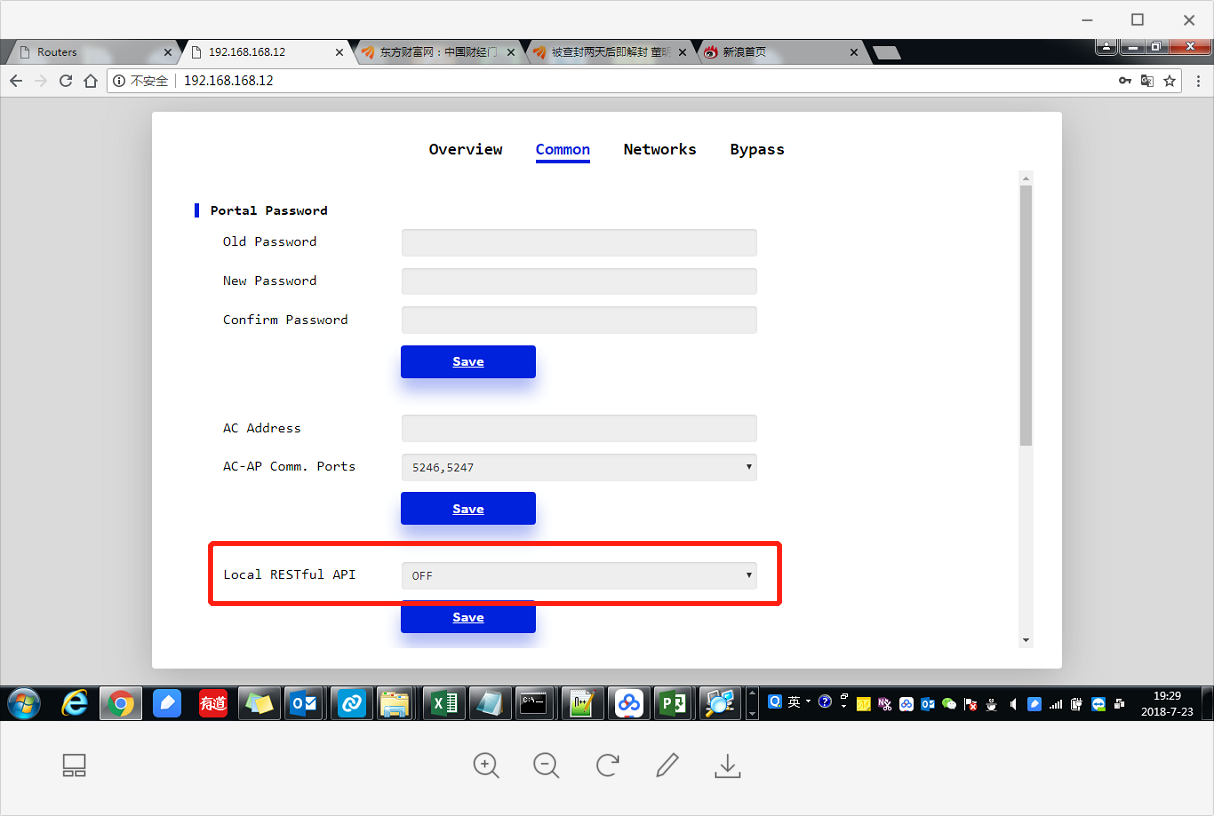 Routers
192.168.168.12
东方财富网：中国财经门
被查封两天后即解封 董明
新浪首页
不安全
192.168.168.12
Overview Common Networks Bypass
Portal Password
Old Password
New Password
Confirm Password
Save
AC Address
AC-AP Comm. Ports 5246,5247
Save
Local RESTful API OFF
Save
有道
英
19:29
2018-7-23